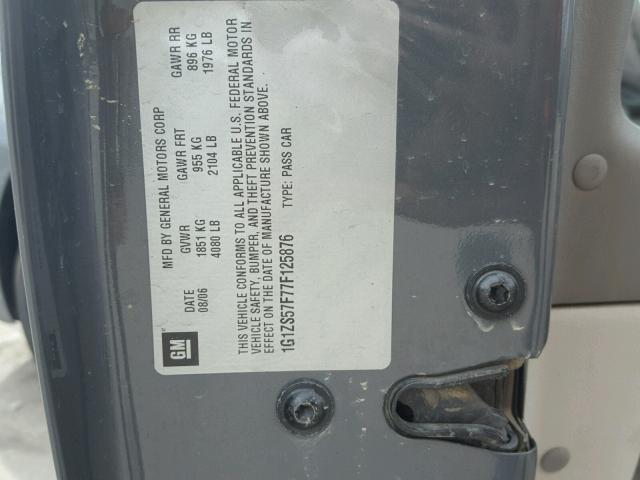 MFD BY GENERAL MOTORS CORP
DATE GVWR GAWR FRT GAWR RR
08/06 1851 KG 955 KG 896 KG
4080 LB 2104 LB 1976 LB
THIS VEHICLE CONFORMS TO ALL APPLICABLE U.S. FEDERAL MOTOR
VEHICLE SAFETY, BUMPER, AND THEFT PREVENTION STANDARDS IN
EFFECT ON THE DATE OF MANUFACTURE SHOWN ABOVE.
1G1ZS57F77F125876 TYPE: PASS CAR
GM